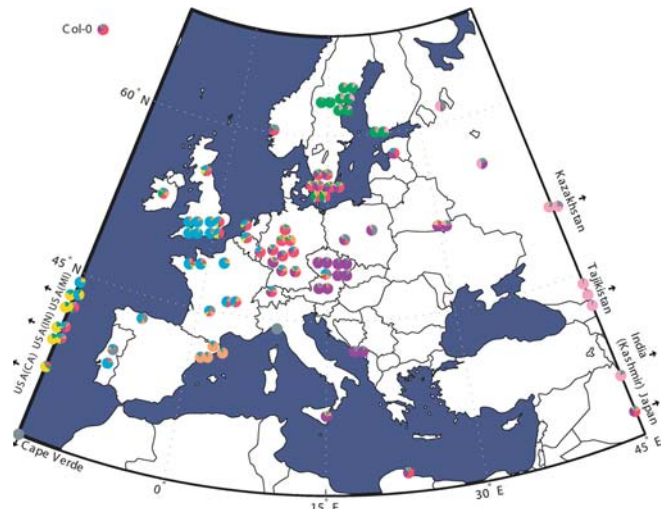 Col-0
60° N
45° N
USA(MI)
USA(IN)
USA(CA)
Cape Verde
Kazakhstan
Tajikistan
India
(Kashmir)
Japan
0°
15° E
30° E
45 E